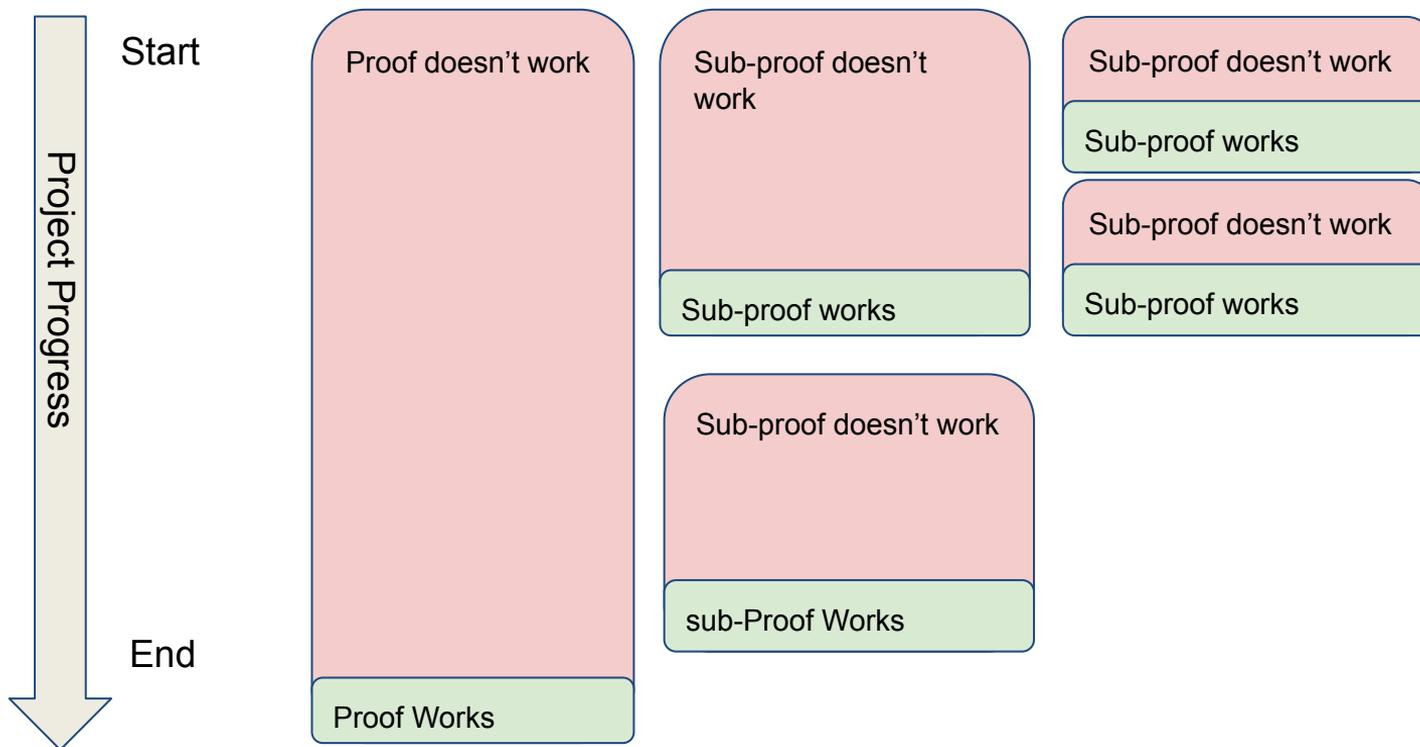 Start
Project Progress
End
Proof doesn’t work
Proof Works
Sub-proof doesn’t
work
Sub-proof works
Sub-proof doesn’t work
sub-Proof Works
Sub-proof doesn’t work
Sub-proof works
Sub-proof doesn’t work
Sub-proof works